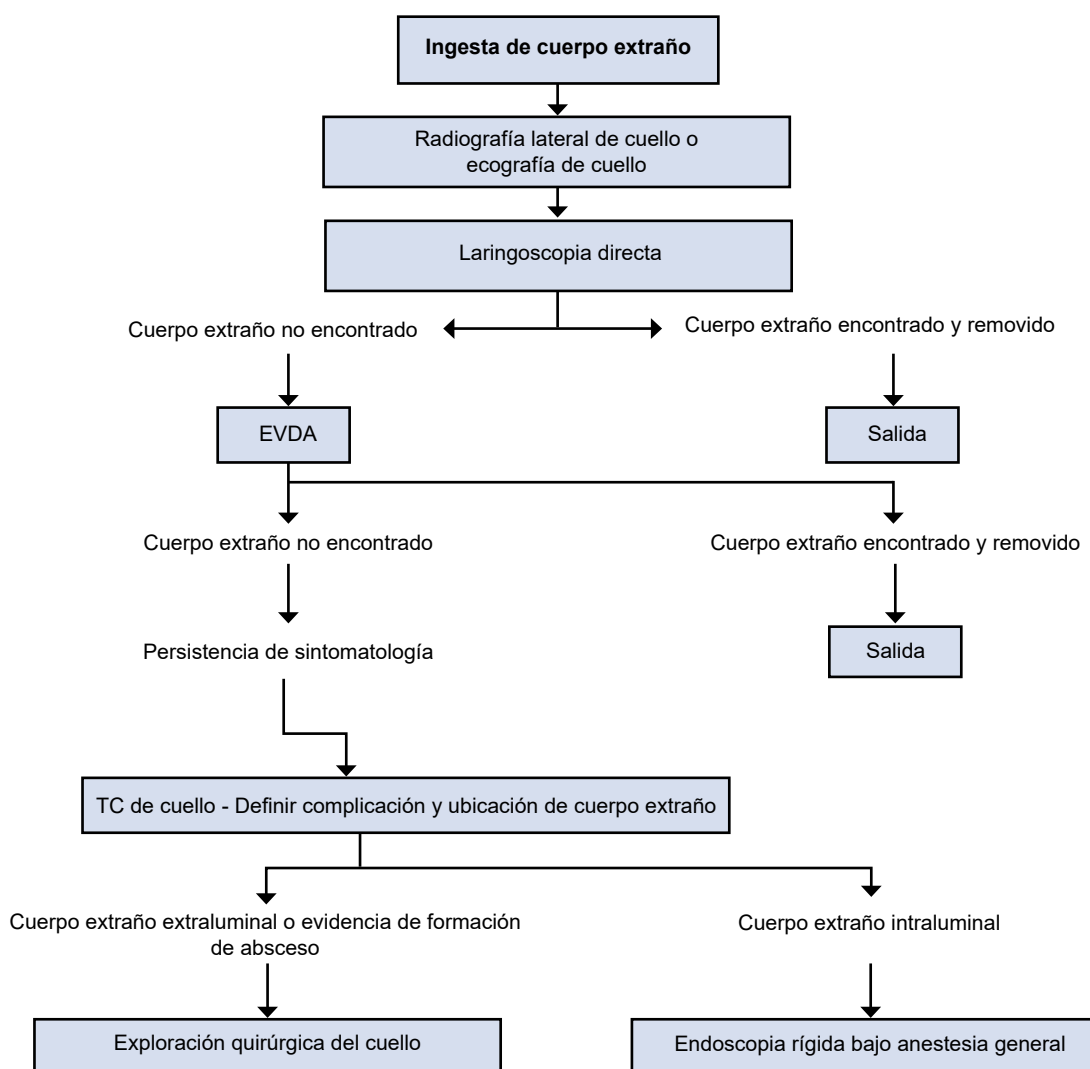 Ingesta de cuerpo extraño
Radiografía lateral de cuello o
ecografía de cuello
Laringoscopia directa
Cuerpo extraño no encontrado
Cuerpo extraño encontrado y removido
EVDA
Salida
Cuerpo extraño no encontrado
Cuerpo extraño encontrado y removido
Persistencia de sintomatología
Salida
TC de cuello - Definir complicación y ubicación de cuerpo extraño
Cuerpo extraño extraluminal o evidencia de formación
de absceso
Cuerpo extraño intraluminal
Exploración quirúrgica del cuello
Endoscopia rígida bajo anestesia general